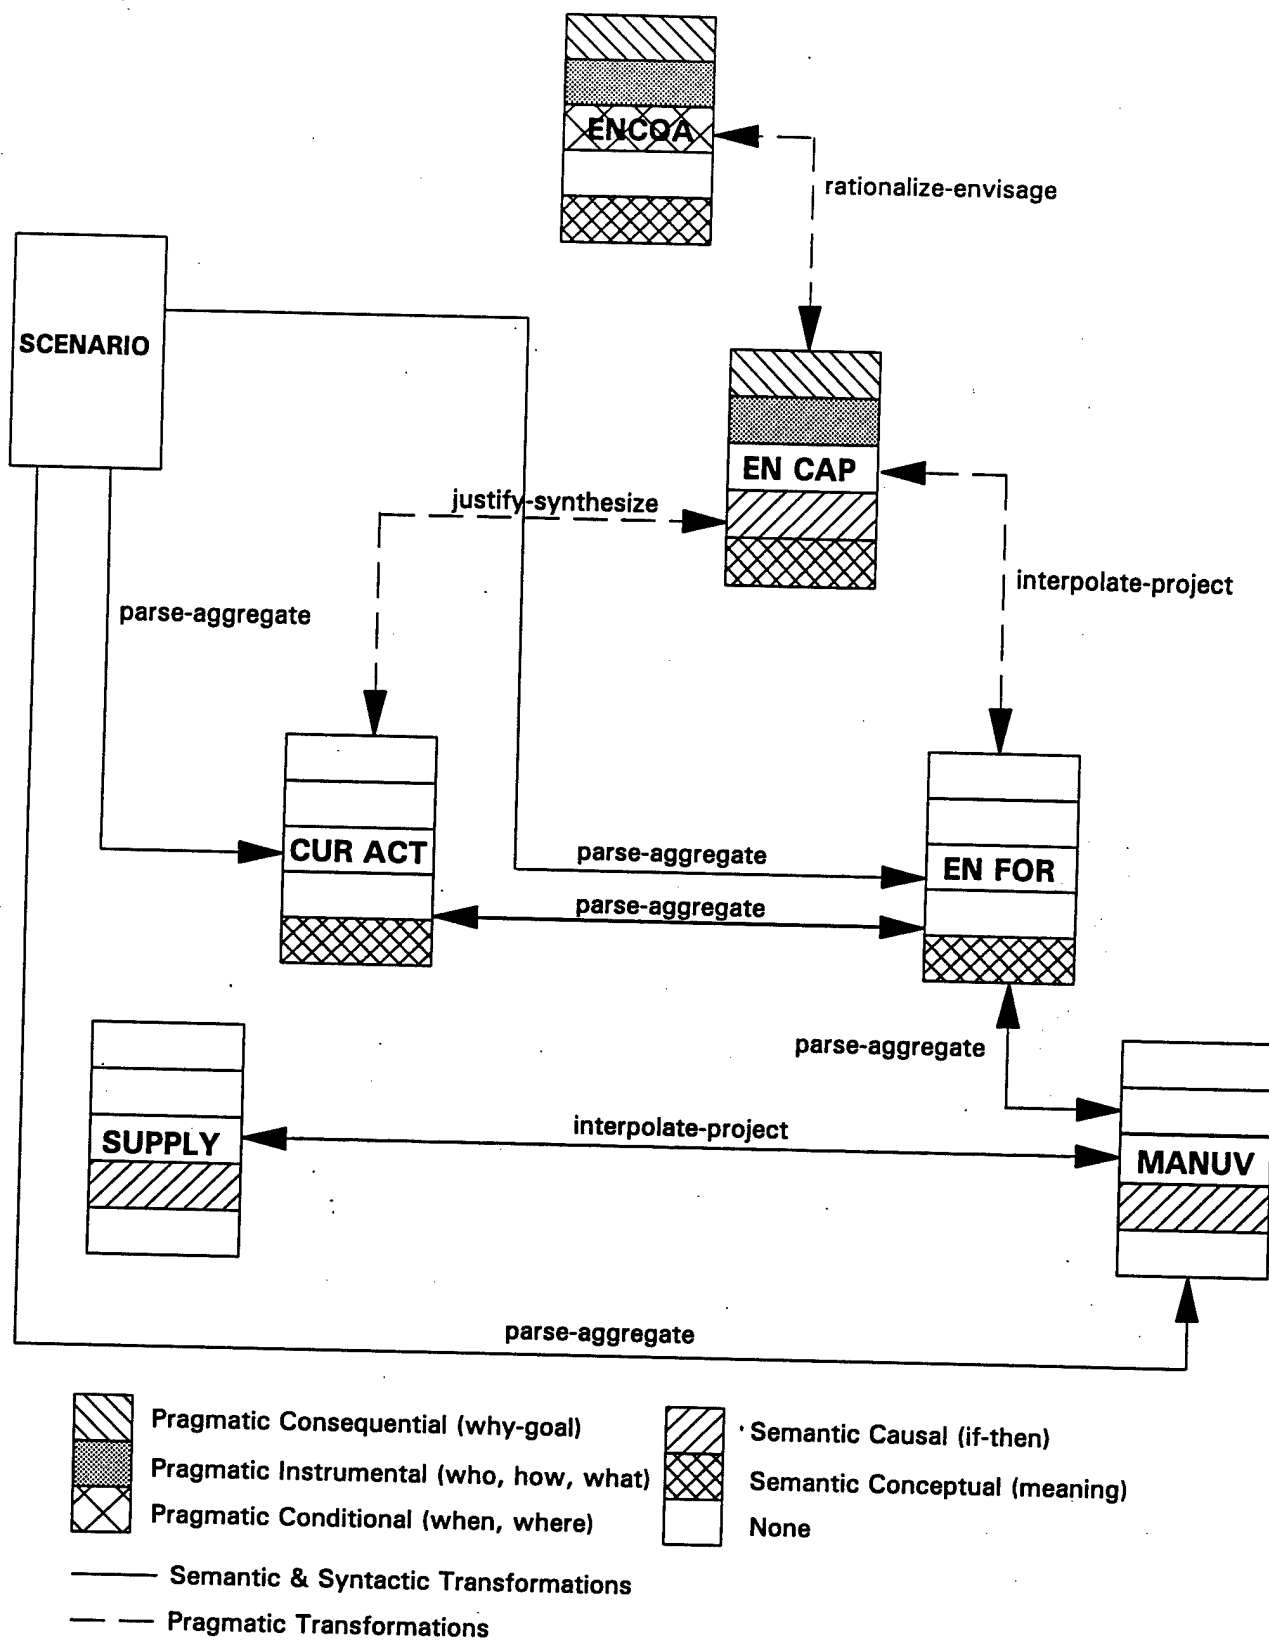 ENCOA
rationalize-envisage
SCENARIO
EN CAP
justify-synthesize
interpolate-project
parse-aggregate
CUR ACT
parse-aggregate
EN FOR
parse-aggregate
parse-aggregate
SUPPLY
interpolate-project
MANUV
parse-aggregate
Pragmatic Consequential (why-goal)
Pragmatic Instrumental (who, how, what)
Pragmatic Conditional (when, where)
Semantic Causal (if-then)
Semantic Conceptual (meaning)
None
Semantic & Syntactic Transformations
Pragmatic Transformations